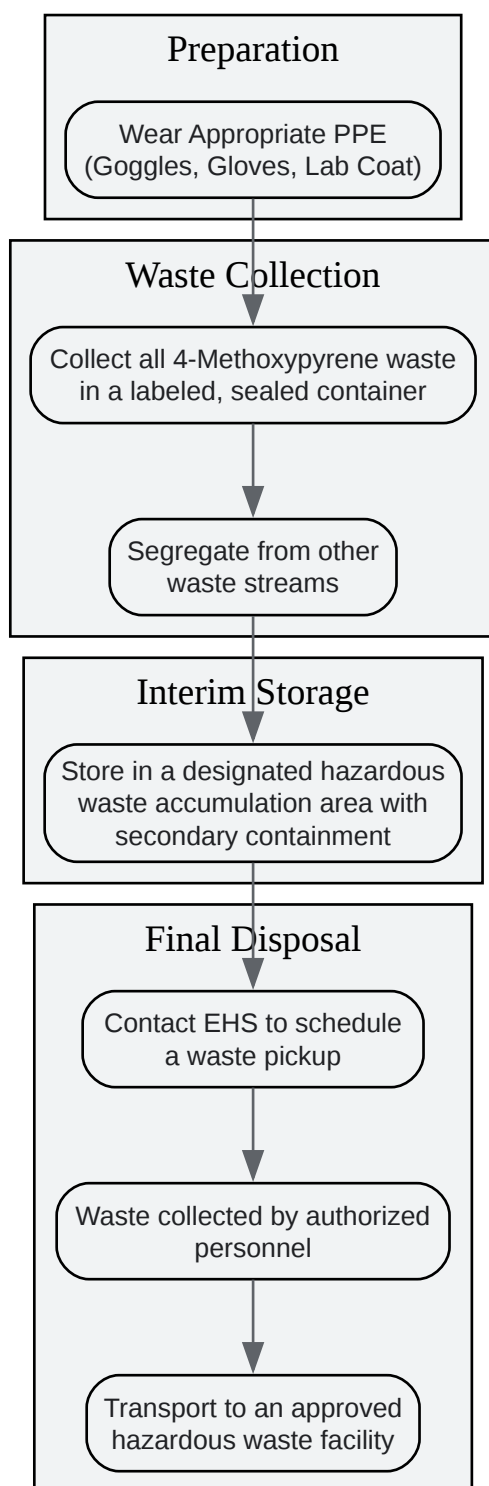 Preparation
Wear Appropriate PPE
(Goggles, Gloves, Lab Coat)
Waste Collection
Collect all 4-Methoxypyrene waste
in a labeled, sealed container
Segregate from other
waste streams
Interim Storage
Store in a designated hazardous
waste accumulation area with
secondary containment
Final Disposal
Contact EHS to schedule
a waste pickup
Waste collected by authorized
personnel
Transport to an approved
hazardous waste facility